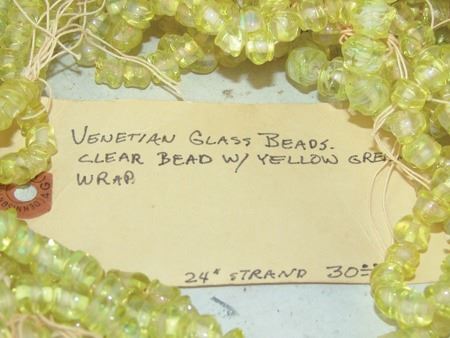 VENETIAN GLASS BEADS.
CLEAR BEAD W/ YELLOW GRE
WRAP.
24" STRAND 30